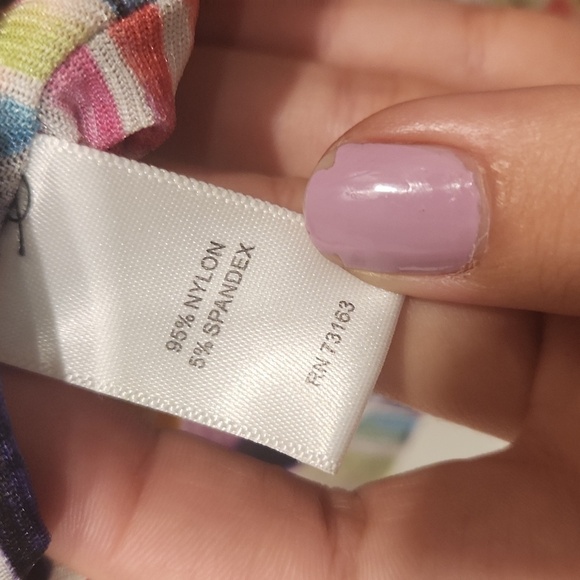 95% NYLON
5% SPANDEX
RN 73163